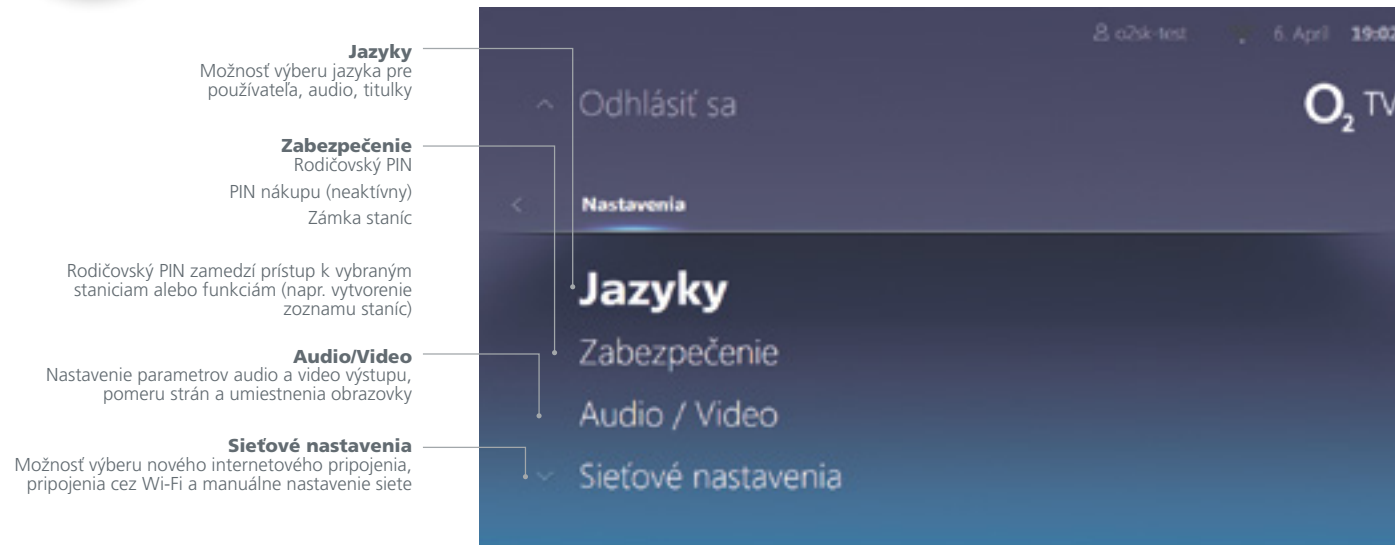 Jazyky
Možnosť výberu jazyka pre
používateľa, audio, titulky
Zabezpečenie
Rodičovský PIN
PIN nákupu (neaktívny)
Zámka staníc
Rodičovský PIN zamedzí prístup k vybraným
staniciam alebo funkciám (napr. vytvorenie
zoznamu staníc)
Audio/Video
Nastavenie parametrov audio a video výstupu,
pomeru strán a umiestnenia obrazovky
Sieťové nastavenia
Možnosť výberu nového internetového pripojenia,
pripojenia cez Wi-Fi a manuálne nastavenie siete
o2sk-test 6. Apríl 19:02
Odhlásiť sa
O2 TV
Nastavenia
Jazyky
Zabezpečenie
Audio / Video
Sieťové nastavenia